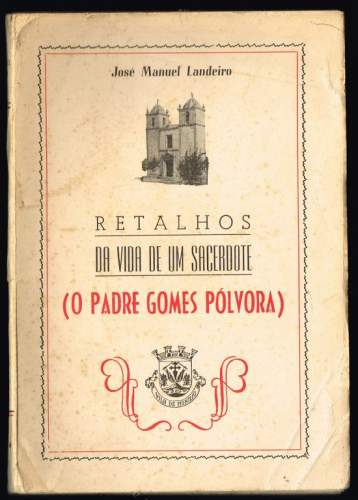 José Manuel Landeiro
RETALHOS
DA VIDA DE UM SACERDOTE
(O PADRE GOMES PÓLVORA)